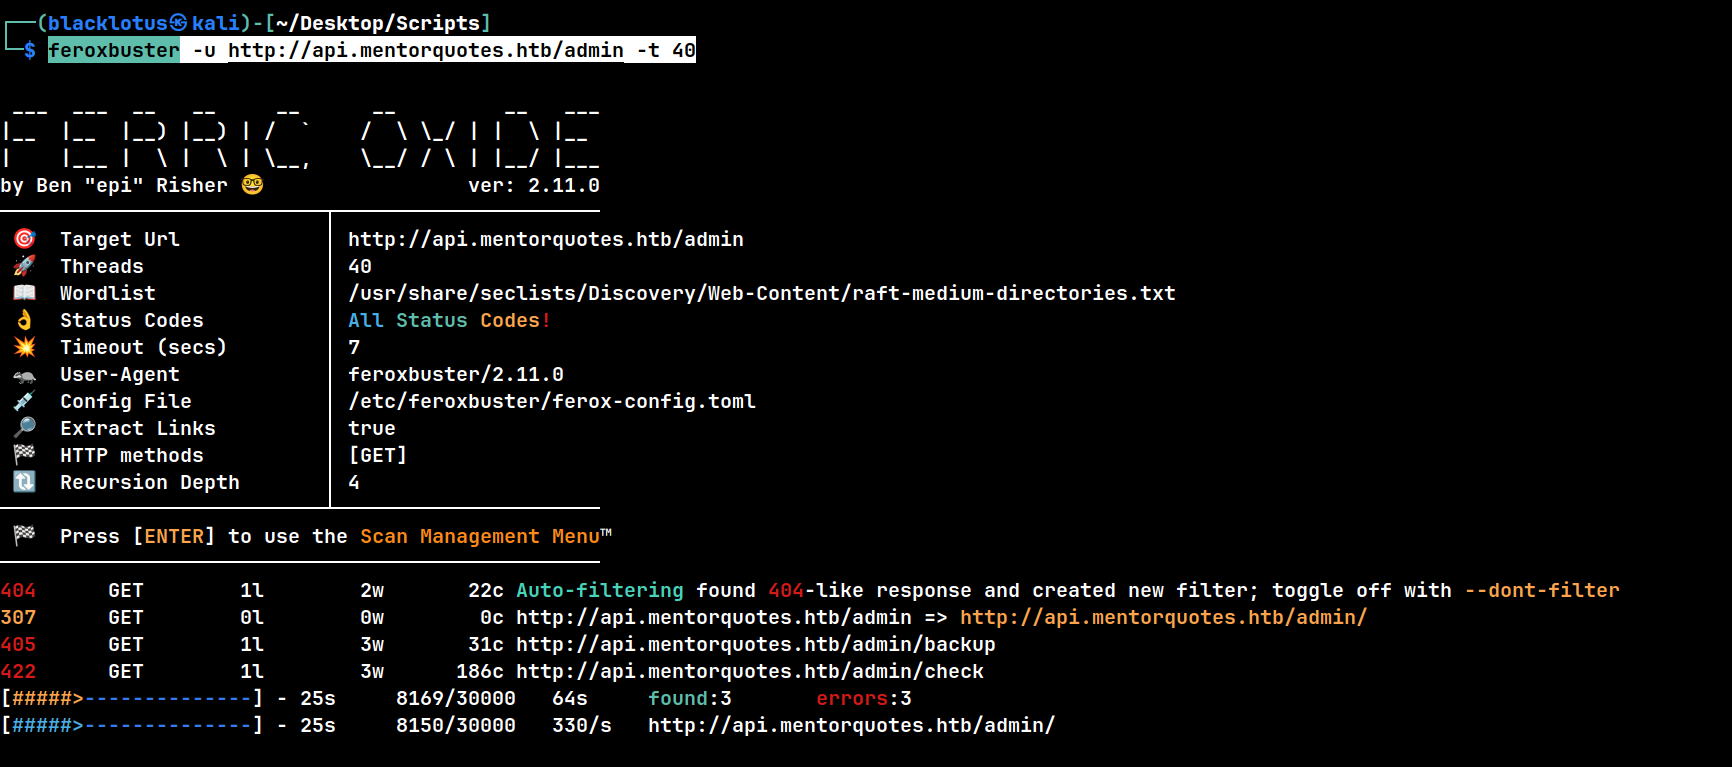 (blacklotus㉿kali)-[~/Desktop/Scripts]
$ feroxbuster -u http://api.mentorquotes.htb/admin -t 40
 ___  ___  __   __     __      __         __   ___
|__  |__  |__) |__) | /  `    /  \ \_/ | |  \ |__
|    |___ |  \ |  \ | \__,    \__/ / \ | |__/ |___
by Ben "epi" Risher 🤓                 ver: 2.11.0
🎯  Target Url            │ http://api.mentorquotes.htb/admin
🚀  Threads               │ 40
📖  Wordlist              │ /usr/share/seclists/Discovery/Web-Content/raft-medium-directories.txt
👌  Status Codes          │ All Status Codes!
💥  Timeout (secs)        │ 7
🦡  User-Agent            │ feroxbuster/2.11.0
💉  Config File           │ /etc/feroxbuster/ferox-config.toml
🔎  Extract Links         │ true
🏁  HTTP methods          │ [GET]
🔃  Recursion Depth       │ 4
🏁  Press [ENTER] to use the Scan Management Menu™
404      GET        1l        2w       22c Auto-filtering found 404-like response and created new filter; toggle off with --dont-filter
307      GET        0l        0w        0c http://api.mentorquotes.htb/admin => http://api.mentorquotes.htb/admin/
405      GET        1l        3w       31c http://api.mentorquotes.htb/admin/backup
422      GET        1l        3w      186c http://api.mentorquotes.htb/admin/check
[#####>--------------] - 25s     8169/30000   64s     found:3       errors:3
[#####>--------------] - 25s     8150/30000   330/s   http://api.mentorquotes.htb/admin/